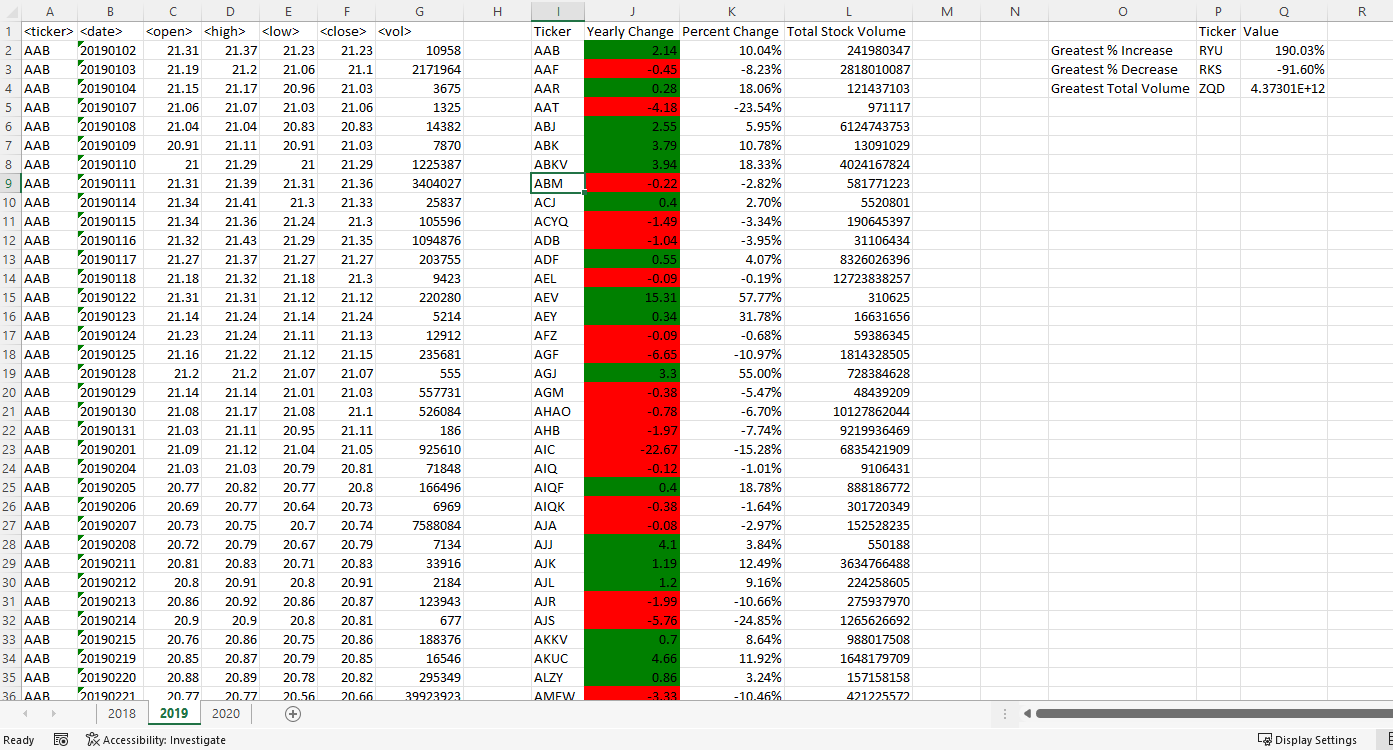 A B C D E F G H I J K L M N O P Q R
1 <ticker> <date> <open> <high> <low> <close> <vol> Ticker Yearly Change Percent Change Total Stock Volume Ticker Value
2 AAB 20190102 21.31 21.37 21.23 21.23 10958 AAB 2.14 10.04% 241980347 Greatest % Increase RYU 190.03%
3 AAB 20190103 21.19 21.2 21.06 21.1 2171964 AAF -0.45 -8.23% 2818010087 Greatest % Decrease RKS -91.60%
4 AAB 20190104 21.15 21.17 20.96 21.03 3675 AAR 0.28 18.06% 121437103 Greatest Total Volume ZQD 4.37301E+12
5 AAB 20190107 21.06 21.07 21.03 21.06 1325 AAT -4.18 -23.54% 971117
6 AAB 20190108 21.04 21.04 20.83 20.83 14382 ABJ 2.55 5.95% 6124743753
7 AAB 20190109 20.91 21.11 20.91 21.03 7870 ABK 3.79 10.78% 13091029
8 AAB 20190110 21 21.29 21 21.29 1225387 ABKV 3.94 18.33% 4024167824
9 AAB 20190111 21.31 21.39 21.31 21.36 3404027 ABM -0.22 -2.82% 581771223
10 AAB 20190114 21.34 21.41 21.3 21.33 25837 ACJ 0.4 2.70% 5520801
11 AAB 20190115 21.34 21.36 21.24 21.3 105596 ACYQ -1.49 -3.34% 190645397
12 AAB 20190116 21.32 21.43 21.29 21.35 1094876 ADB -1.04 -3.95% 31106434
13 AAB 20190117 21.27 21.37 21.27 21.27 203755 ADF 0.55 4.07% 8326026396
14 AAB 20190118 21.18 21.32 21.18 21.3 9423 AEL -0.09 -0.19% 12723838257
15 AAB 20190122 21.31 21.31 21.12 21.12 220280 AEV 15.31 57.77% 310625
16 AAB 20190123 21.14 21.24 21.14 21.24 5214 AEY 0.34 31.78% 16631656
17 AAB 20190124 21.23 21.24 21.11 21.13 12912 AFZ -0.09 -0.68% 59386345
18 AAB 20190125 21.16 21.22 21.12 21.15 235681 AGF -6.65 -10.97% 1814328505
19 AAB 20190128 21.2 21.2 21.07 21.07 555 AGJ 3.3 55.00% 728384628
20 AAB 20190129 21.14 21.14 21.01 21.03 557731 AGM -0.38 -5.47% 48439209
21 AAB 20190130 21.08 21.17 21.08 21.1 526084 AHAO -0.78 -6.70% 10127862044
22 AAB 20190131 21.03 21.11 20.95 21.11 186 AHB -1.97 -7.74% 9219936469
23 AAB 20190201 21.09 21.12 21.04 21.05 925610 AIC -22.67 -15.28% 6835421909
24 AAB 20190204 21.03 21.03 20.79 20.81 71848 AIQ -0.12 -1.01% 9106431
25 AAB 20190205 20.77 20.82 20.77 20.8 166496 AIQF 0.4 18.78% 888186772
26 AAB 20190206 20.69 20.77 20.64 20.73 6969 AIQK -0.38 -1.64% 301720349
27 AAB 20190207 20.73 20.75 20.7 20.74 7588084 AJA -0.08 -2.97% 152528235
28 AAB 20190208 20.72 20.79 20.67 20.79 7134 AJJ 4.1 3.84% 550188
29 AAB 20190211 20.81 20.83 20.71 20.83 33916 AJK 1.19 12.49% 3634766488
30 AAB 20190212 20.8 20.91 20.8 20.91 2184 AJL 1.2 9.16% 224258605
31 AAB 20190213 20.86 20.92 20.86 20.87 123943 AJR -1.99 -10.66% 275937970
32 AAB 20190214 20.9 20.9 20.8 20.81 677 AJS -5.76 -24.85% 1265626692
33 AAB 20190215 20.76 20.86 20.75 20.86 188376 AKKV 0.7 8.64% 988017508
34 AAB 20190219 20.85 20.87 20.79 20.85 16546 AKUC 4.66 11.92% 1648179709
35 AAB 20190220 20.88 20.89 20.78 20.82 295349 ALZY 0.86 3.24% 157158158
36 AAB 20190221 20.77 20.77 20.56 20.66 39923923 AMEW -3.33 -10.46% 421225572
2018 2019 2020
Ready Accessibility: Investigate Display Settings